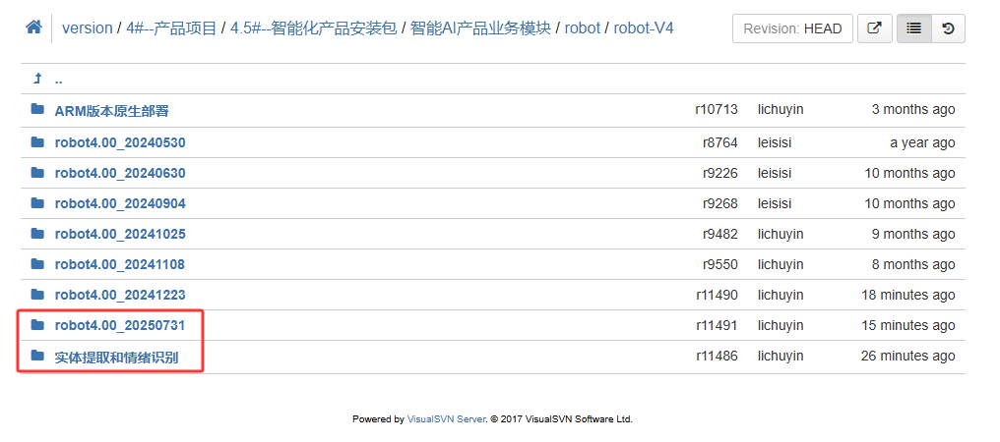 version / 4#--产品项目 / 4.5#--智能化产品安装包 / 智能AI产品业务模块 / robot / robot-V4 Revision: HEAD
..
ARM版本原生部署 r10713 lichuyin 3 months ago
robot4.00_20240530 r8764 leisisi a year ago
robot4.00_20240630 r9226 leisisi 10 months ago
robot4.00_20240904 r9268 leisisi 10 months ago
robot4.00_20241025 r9482 lichuyin 9 months ago
robot4.00_20241108 r9550 lichuyin 8 months ago
robot4.00_20241223 r11490 lichuyin 18 minutes ago
robot4.00_20250731 r11491 lichuyin 15 minutes ago
实体提取和情绪识别 r11486 lichuyin 26 minutes ago
Powered by VisualSVN Server. © 2017 VisualSVN Software Ltd.